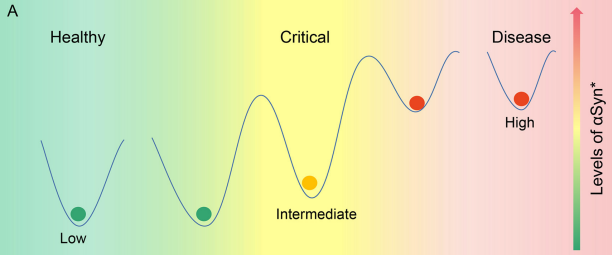 A
Healthy
Critical
Disease
Low
Intermediate
High
Levels of αSyn*